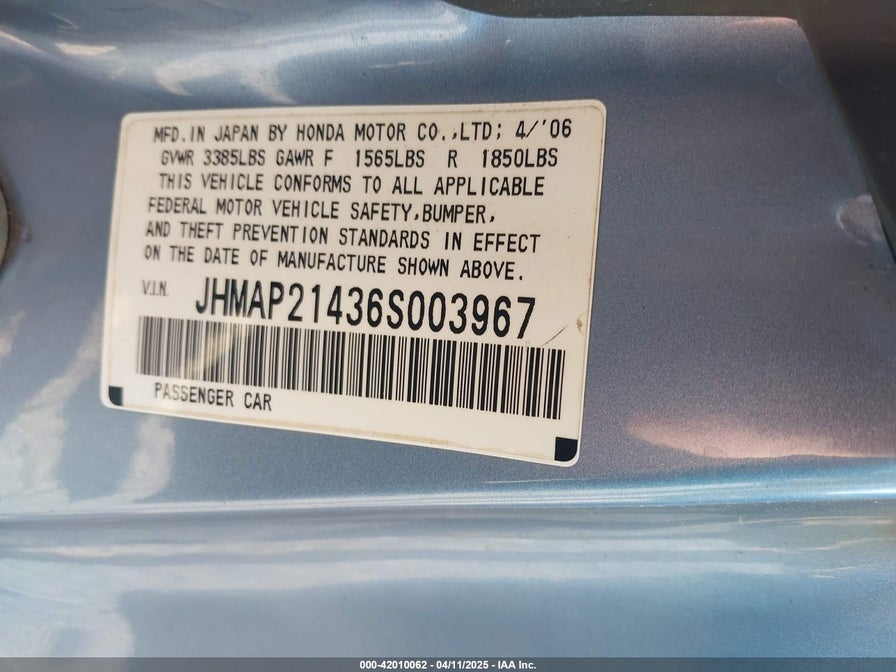 MFD. IN JAPAN BY HONDA MOTOR CO., LTD; 4/'06
GVWR 3385LBS GAWR F 1565LBS R 1850LBS
THIS VEHICLE CONFORMS TO ALL APPLICABLE
FEDERAL MOTOR VEHICLE SAFETY, BUMPER,
AND THEFT PREVENTION STANDARDS IN EFFECT
ON THE DATE OF MANUFACTURE SHOWN ABOVE.
V.I.N. JHMAP21436S003967
PASSENGER CAR
000-42010062 - 04/11/2025 - IAA Inc.